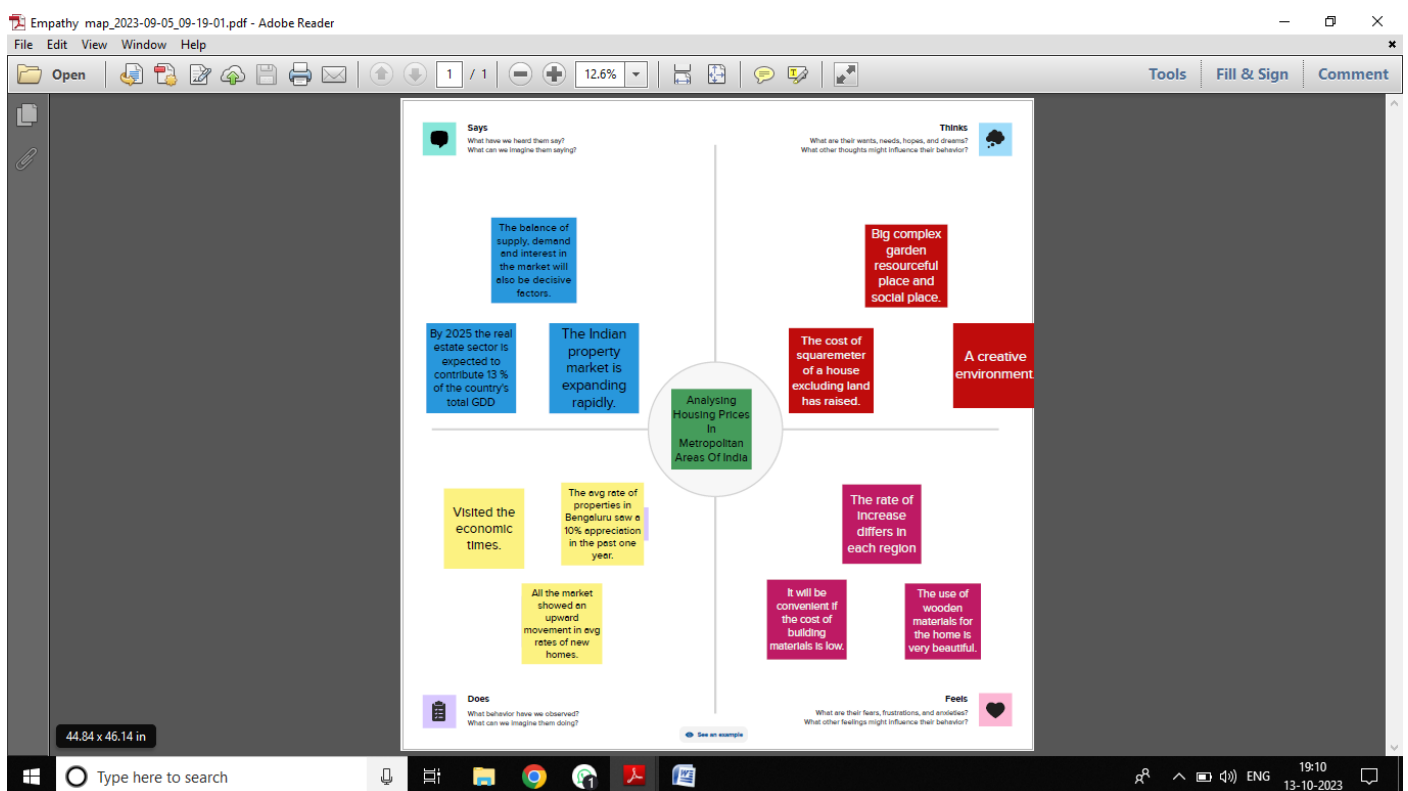 Empathy map_2023-09-05_09-19-01.pdf - Adobe Reader
File Edit View Window Help
Open 1 / 1 12.6% Tools Fill & Sign Comment
Says
What have we heard them say?
What can we imagine them saying?
Thinks
What are their wants, needs, hopes, and dreams?
What other thoughts might influence their behavior?
The balance of
supply, demand
and interest in
the market will
also be decisive
factors.
By 2025 the real
estate sector is
expected to
contribute 13 %
of the country's
total GDD
The Indian
property
market is
expanding
rapidly.
Big complex
garden
resourceful
place and
social place.
The cost of
squaremeter
of a house
excluding land
has raised.
A creative
environment
Analysing
Housing Prices
In
Metropolitan
Areas Of India
Visited the
economic
times.
The avg rate of
properties in
Bengaluru saw a
10% appreciation
in the past one
year.
All the market
showed an
upward
movement in avg
rates of new
homes.
The rate of
increase
differs in
each region
It will be
convenient if
the cost of
building
materials is low.
The use of
wooden
materials for
the home is
very beautiful.
Does
What behavior have we observed?
What can we imagine them doing?
Feels
What are their fears, frustrations, and anxieties?
What other feelings might influence their behavior?
See an example
44.84 x 46.14 in
Type here to search
ENG
19:10
13-10-2023